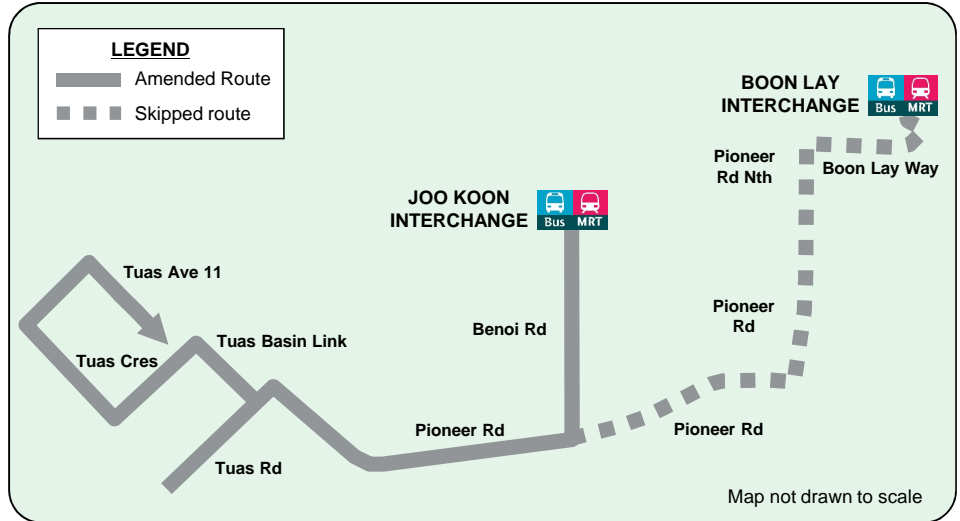 LEGEND
Amended Route
Skipped route
BOON LAY
INTERCHANGE
Bus MRT
Pioneer
Rd Nth
Boon Lay Way
JOO KOON
INTERCHANGE
Bus MRT
Tuas Ave 11
Pioneer
Rd
Benoi Rd
Tuas Basin Link
Tuas Cres
Pioneer Rd
Pioneer Rd
Tuas Rd
Map not drawn to scale